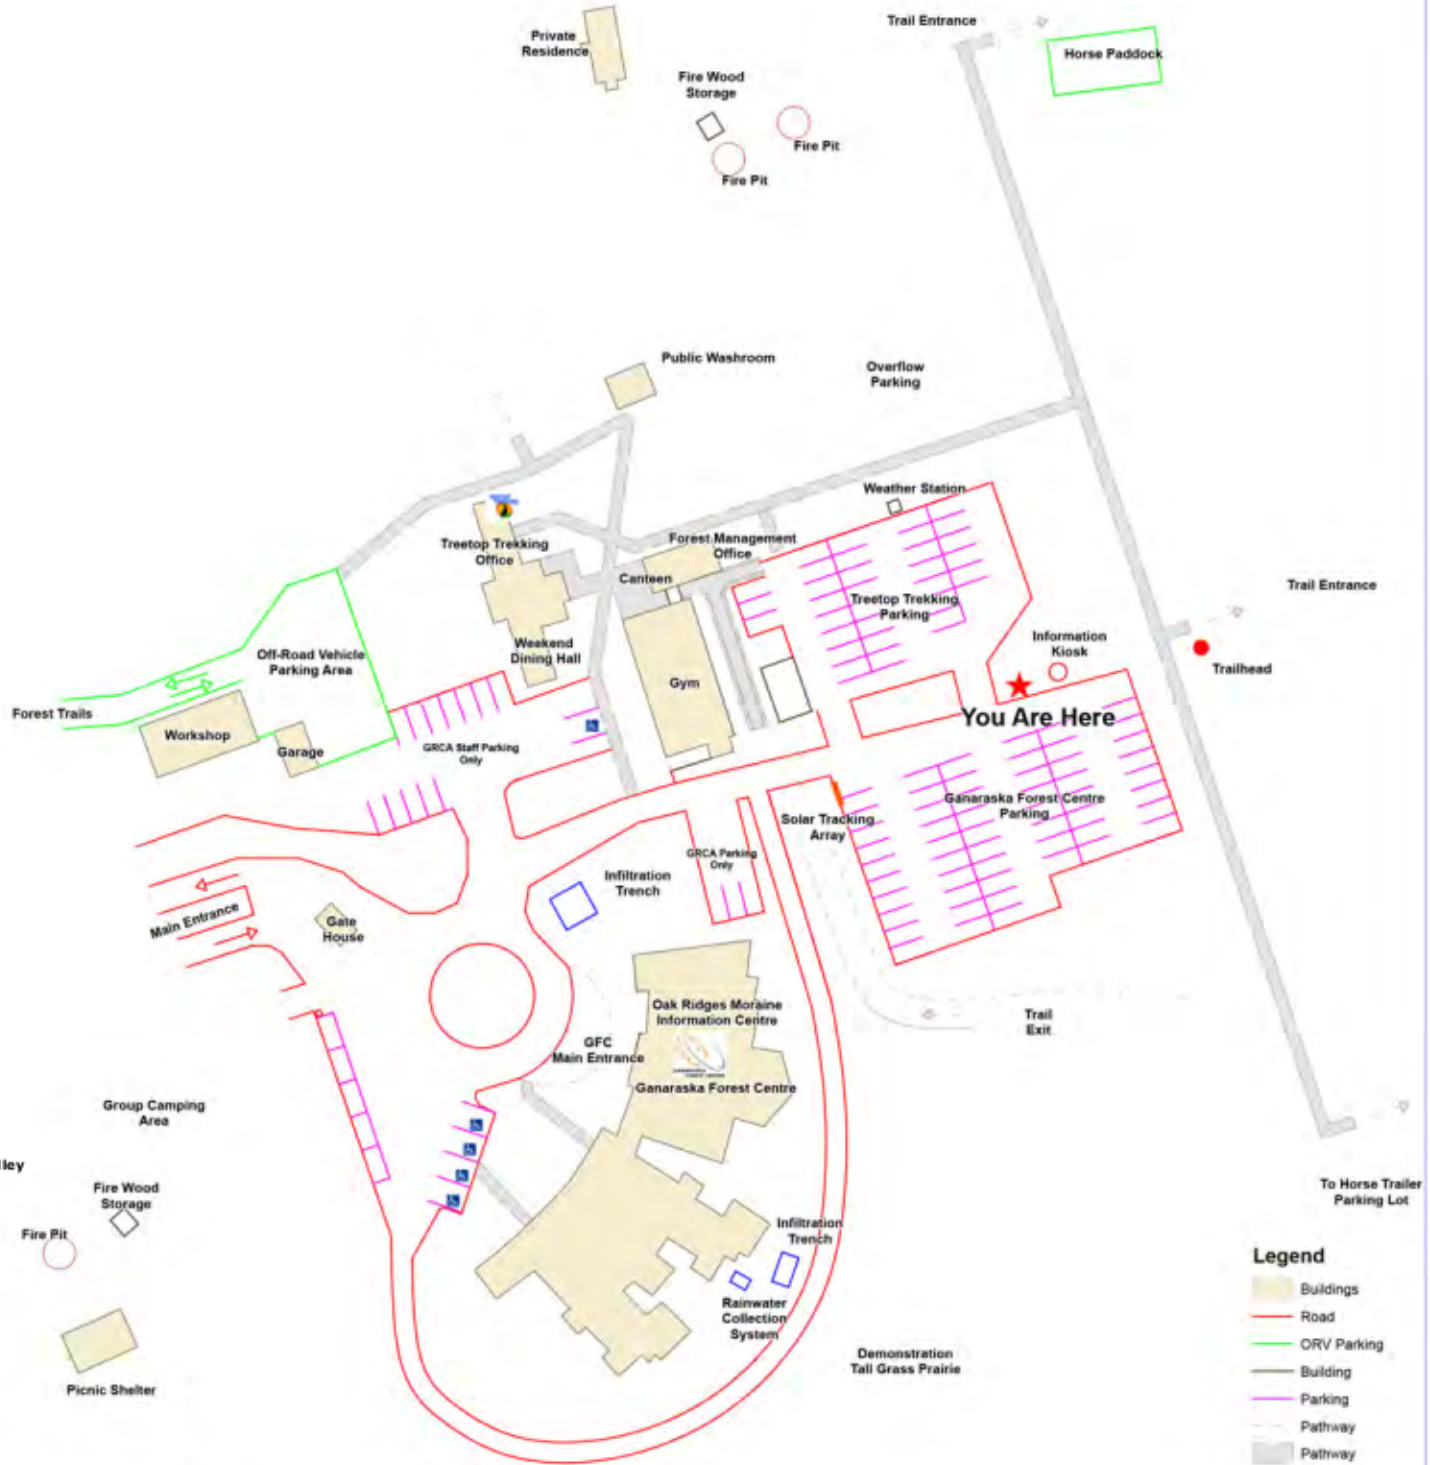 Trail Entrance
Horse Paddock
Private
Residence
Fire Wood
Storage
Fire Pit
Fire Pit
Public Washroom
Overflow
Parking
Weather Station
Treetop Trekking
Office
Forest Management
Office
Canteen
Treetop Trekking
Parking
Trail Entrance
Information
Kiosk
Trailhead
Weekend
Dining Hall
Off-Road Vehicle
Parking Area
Gym
You Are Here
Forest Trails
Workshop
Garage
GRCA Staff Parking
Only
Ganaraska Forest Centre
Parking
Solar Tracking
Array
GRCA Parking
Only
Infiltration
Trench
Main Entrance
Gate
House
Oak Ridges Moraine
Information Centre
Trail
Exit
GFC
Main Entrance
Ganaraska Forest Centre
Group Camping
Area
lley
Fire Wood
Storage
Fire Pit
To Horse Trailer
Parking Lot
Infiltration
Trench
Rainwater
Collection
System
Demonstration
Tall Grass Prairie
Picnic Shelter
Legend
Buildings
Road
ORV Parking
Building
Parking
Pathway
Pathway